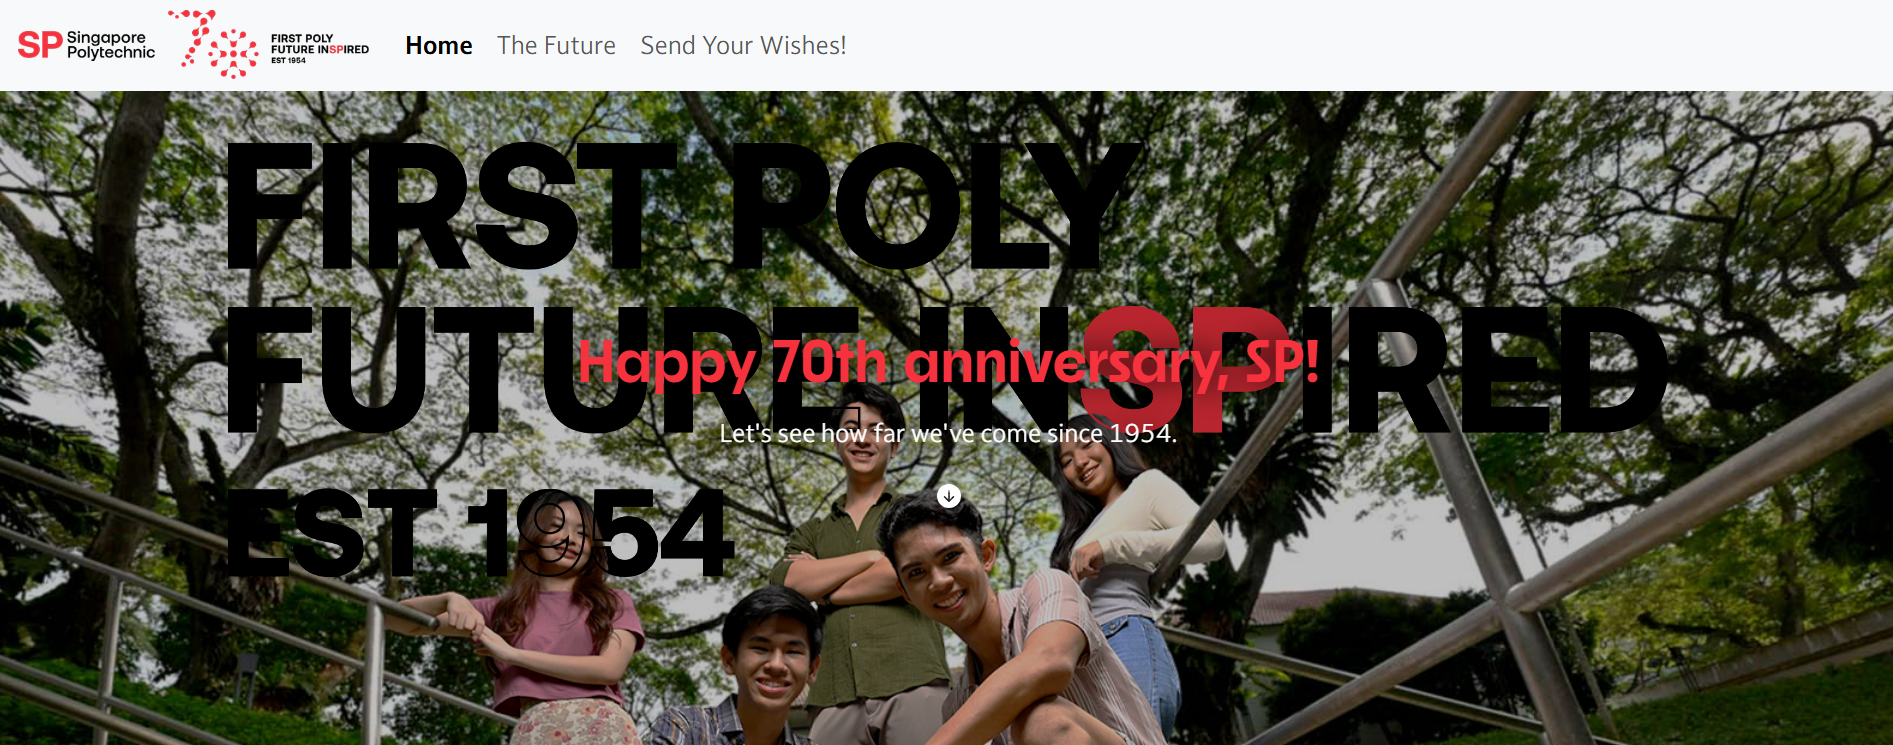 SP Singapore
Polytechnic
70
FIRST POLY
FUTURE INSPIRED
EST 1954
Home
The Future
Send Your Wishes!
FIRST POLY
FUTURE INSPIRED
EST 1954
Happy 70th anniversary, SP!
Let's see how far we've come since 1954.